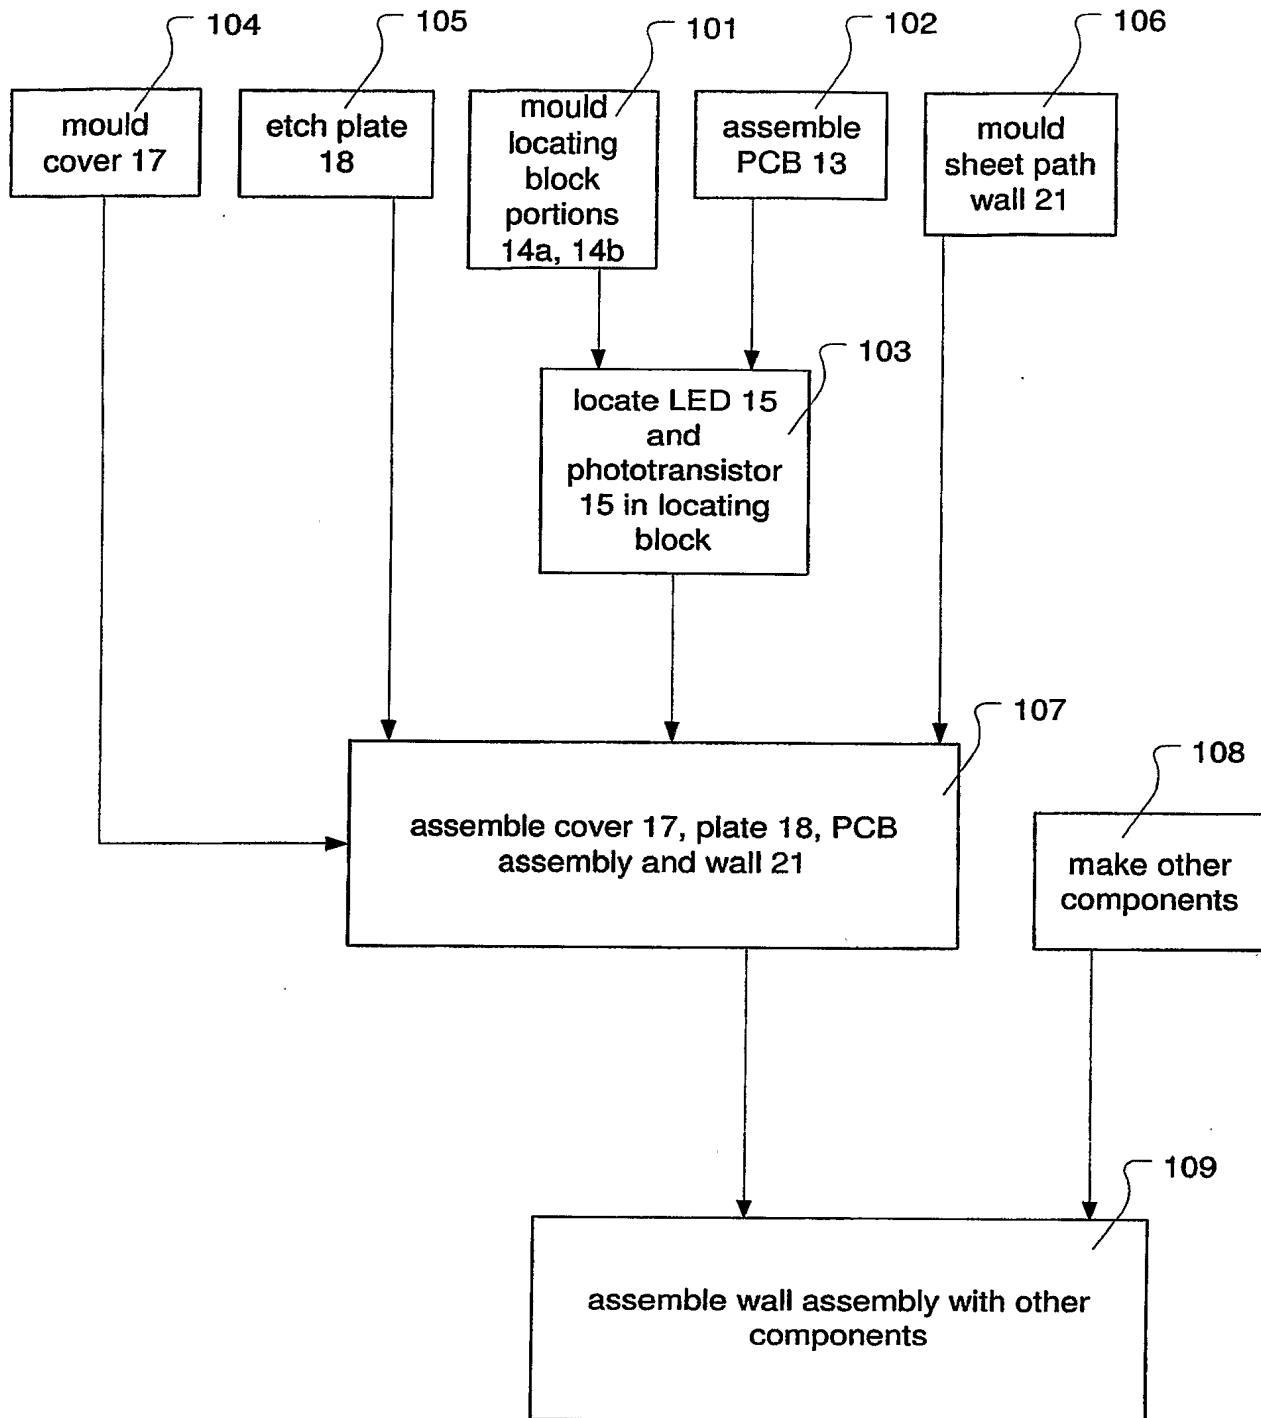 104
105
101
102
106
mould
cover 17
etch plate
18
mould
locating
block
portions
14a, 14b
assemble
PCB 13
mould
sheet path
wall 21
103
locate LED 15
and
phototransistor
15 in locating
block
107
assemble cover 17, plate 18, PCB
assembly and wall 21
108
make other
components
109
assemble wall assembly with other
components